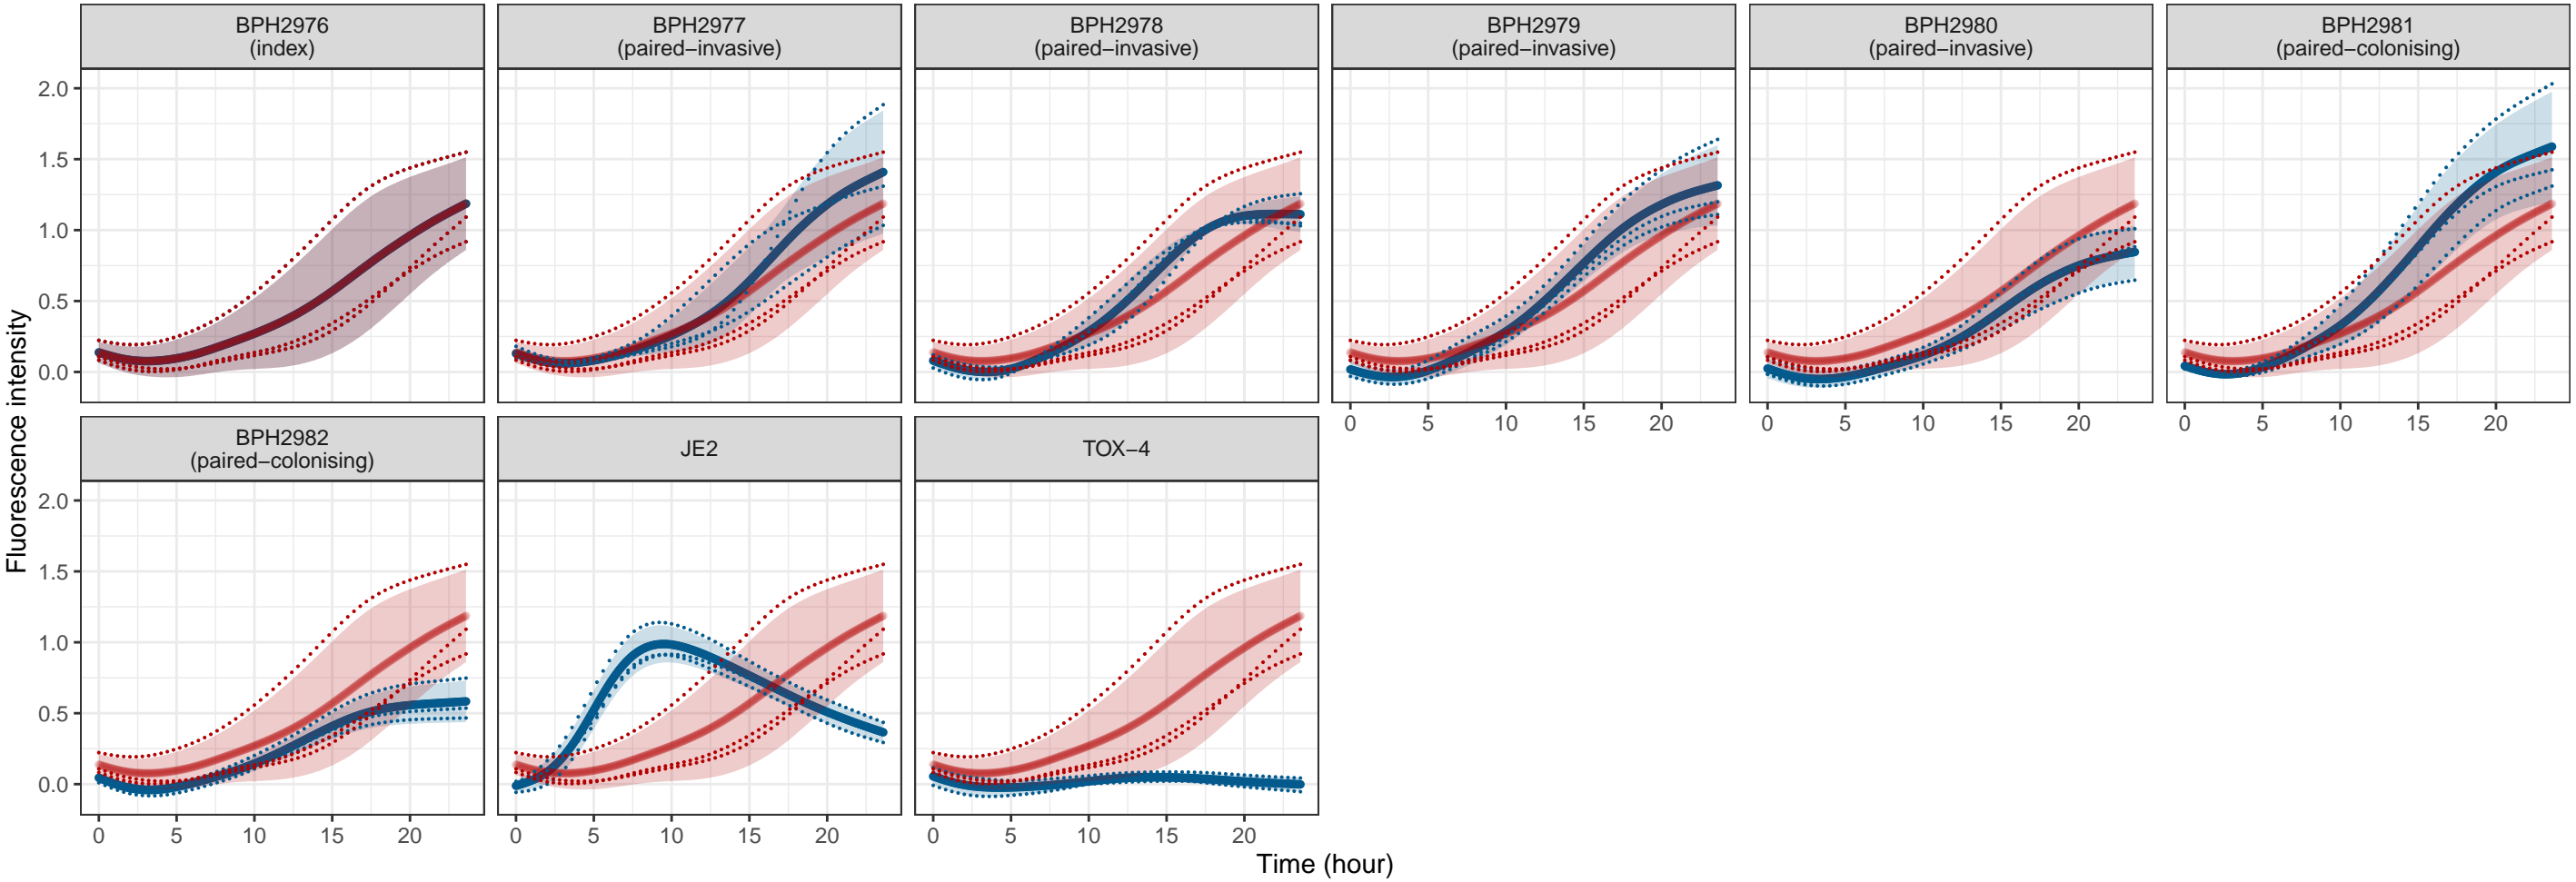 BPH2976
(index)
BPH2977
(paired−invasive)
BPH2978
(paired−invasive)
BPH2979
(paired−invasive)
BPH2980
(paired−invasive)
BPH2981
(paired−colonising)
2.0
1.5
1.0
0.5
0.0
0 5 10 15 20
0 5 10 15 20
0 5 10 15 20
BPH2982
(paired−colonising)
JE2
TOX−4
2.0
1.5
1.0
0.5
0.0
0 5 10 15 20
0 5 10 15 20
0 5 10 15 20
Time (hour)
Fluorescence intensity